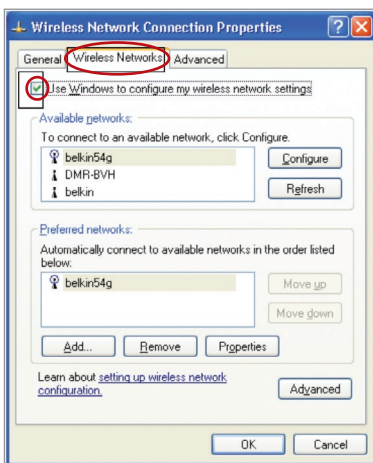 Wireless Network Connection Properties
General Wireless Networks Advanced
Use Windows to configure my wireless network settings
Available networks:
To connect to an available network, click Configure.
belkin54g
Configure
DMR-BVH
belkin
Refresh
Preferred networks:
Automatically connect to available networks in the order listed
below:
belkin54g
Move up
Move down
Add... Remove Properties
Learn about setting up wireless network
configuration.
Advanced
OK Cancel